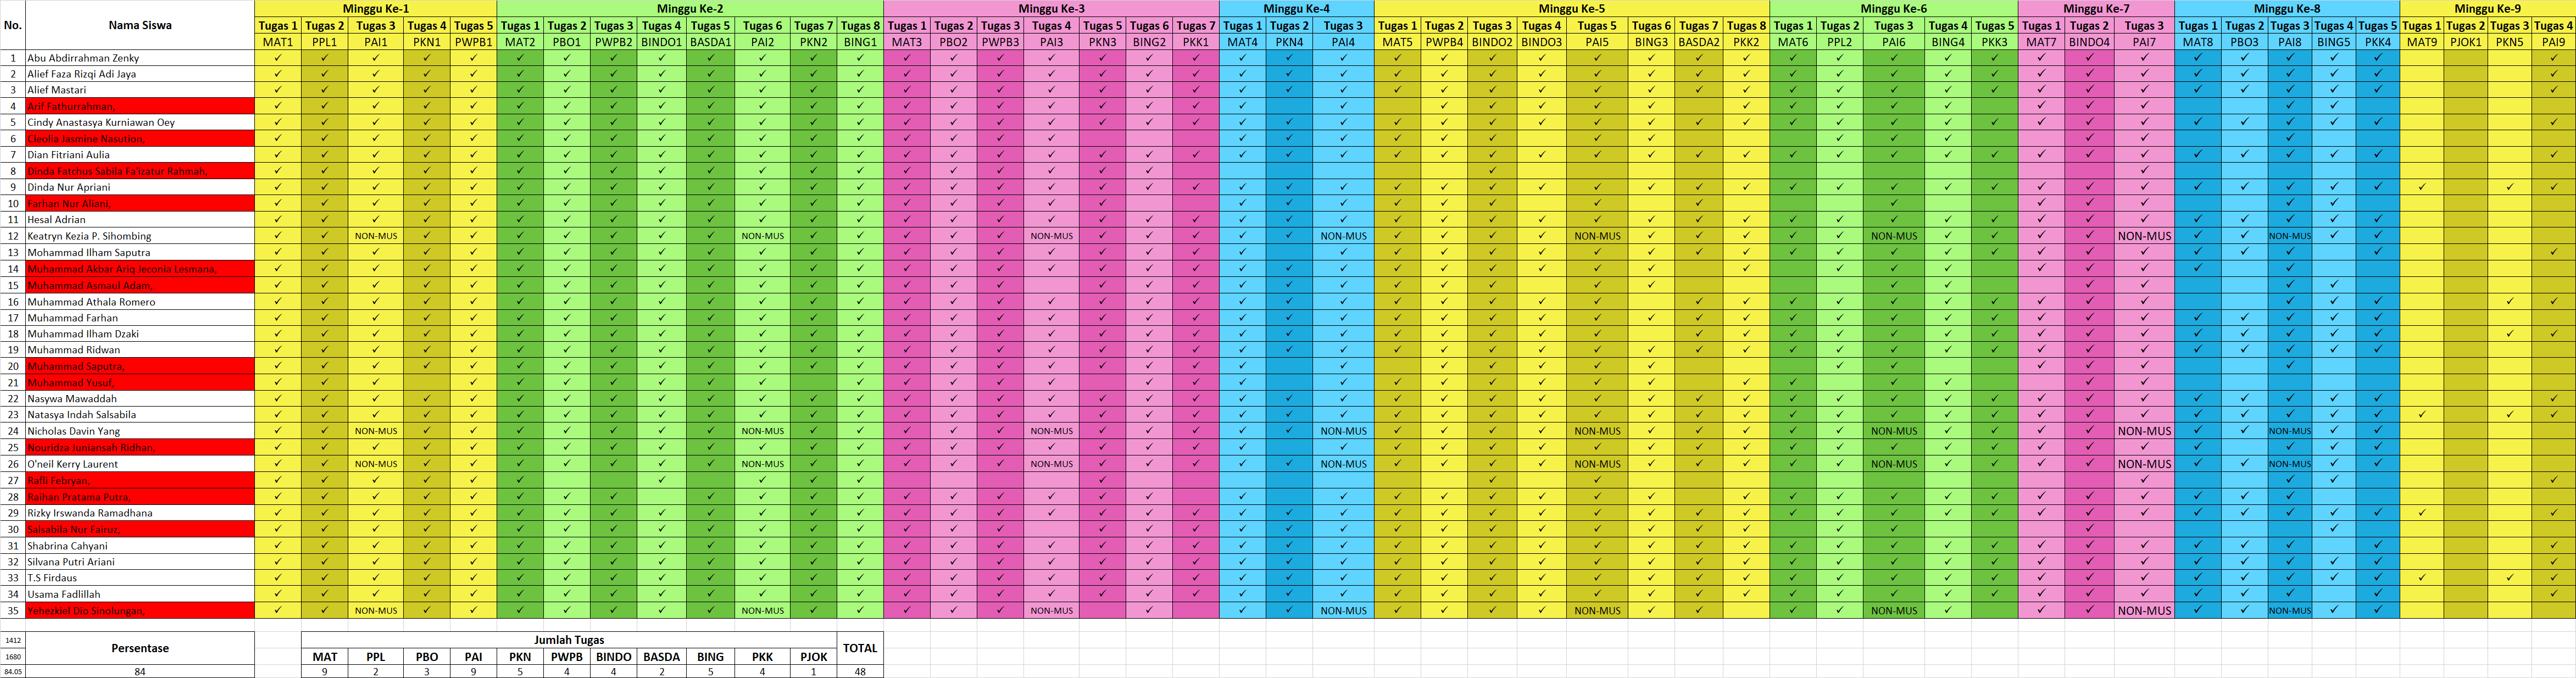 Minggu Ke-1 Minggu Ke-2 Minggu Ke-3 Minggu Ke-4 Minggu Ke-5 Minggu Ke-6 Minggu Ke-7 Minggu Ke-8 Minggu Ke-9
No. Nama Siswa Tugas 1 Tugas 2 Tugas 3 Tugas 4 Tugas 5 Tugas 1 Tugas 2 Tugas 3 Tugas 4 Tugas 5 Tugas 6 Tugas 7 Tugas 8 Tugas 1 Tugas 2 Tugas 3 Tugas 4 Tugas 5 Tugas 6 Tugas 7 Tugas 1 Tugas 2 Tugas 3 Tugas 1 Tugas 2 Tugas 3 Tugas 4 Tugas 5 Tugas 6 Tugas 7 Tugas 8 Tugas 1 Tugas 2 Tugas 3 Tugas 4 Tugas 5 Tugas 1 Tugas 2 Tugas 3 Tugas 1 Tugas 2 Tugas 3 Tugas 4 Tugas 5 Tugas 1 Tugas 2 Tugas 3 Tugas 4
MAT1 PPL1 PAI1 PKN1 PWPB1 MAT2 PBO1 PWPB2 BINDO1 BASDA1 PAI2 PKN2 BING1 MAT3 PBO2 PWPB3 PAI3 PKN3 BING2 PKK1 MAT4 PKN4 PAI4 MAT5 PWPB4 BINDO2 BINDO3 PAI5 BING3 BASDA2 PKK2 MAT6 PPL2 PAI6 BING4 PKK3 MAT7 BINDO4 PAI7 MAT8 PBO3 PAI8 BING5 PKK4 MAT9 PJOK1 PKN5 PAI9
1 Abu Abdirrahman Zenky
2 Alief Faza Rizqi Adi Jaya
3 Alief Mastari
4 Arif Fathurrahman,
5 Cindy Anastasya Kurniawan Oey
6 Cleolia Jasmine Nasution,
7 Dian Fitriani Aulia
8 Dinda Fatchus Sabila Fa'izatur Rahmah,
9 Dinda Nur Apriani
10 Farhan Nur Aliani,
11 Hesal Adrian
12 Keatryn Kezia P. Sihombing NON-MUS NON-MUS NON-MUS NON-MUS NON-MUS NON-MUS NON-MUS NON-MUS
13 Mohammad Ilham Saputra
14 Muhammad Akbar Ariq Jeconia Lesmana,
15 Muhammad Asmaul Adam,
16 Muhammad Athala Romero
17 Muhammad Farhan
18 Muhammad Ilham Dzaki
19 Muhammad Ridwan
20 Muhammad Saputra,
21 Muhammad Yusuf,
22 Nasywa Mawaddah
23 Natasya Indah Salsabila
24 Nicholas Davin Yang NON-MUS NON-MUS NON-MUS NON-MUS NON-MUS NON-MUS NON-MUS NON-MUS
25 Nouridza Juniansah Ridhan,
26 O'neil Kerry Laurent NON-MUS NON-MUS NON-MUS NON-MUS NON-MUS NON-MUS NON-MUS NON-MUS
27 Rafli Febryan,
28 Raihan Pratama Putra,
29 Rizky Irswanda Ramadhana
30 Salsabila Nur Fairuz,
31 Shabrina Cahyani
32 Silvana Putri Ariani
33 T.S Firdaus
34 Usama Fadlillah
35 Yehezkiel Dio Sinolungan, NON-MUS NON-MUS NON-MUS NON-MUS NON-MUS NON-MUS NON-MUS NON-MUS
1412 Persentase Jumlah Tugas TOTAL
1680 MAT PPL PBO PAI PKN PWPB BINDO BASDA BING PKK PJOK
84.05 84 9 2 3 9 5 4 4 2 5 4 1 48